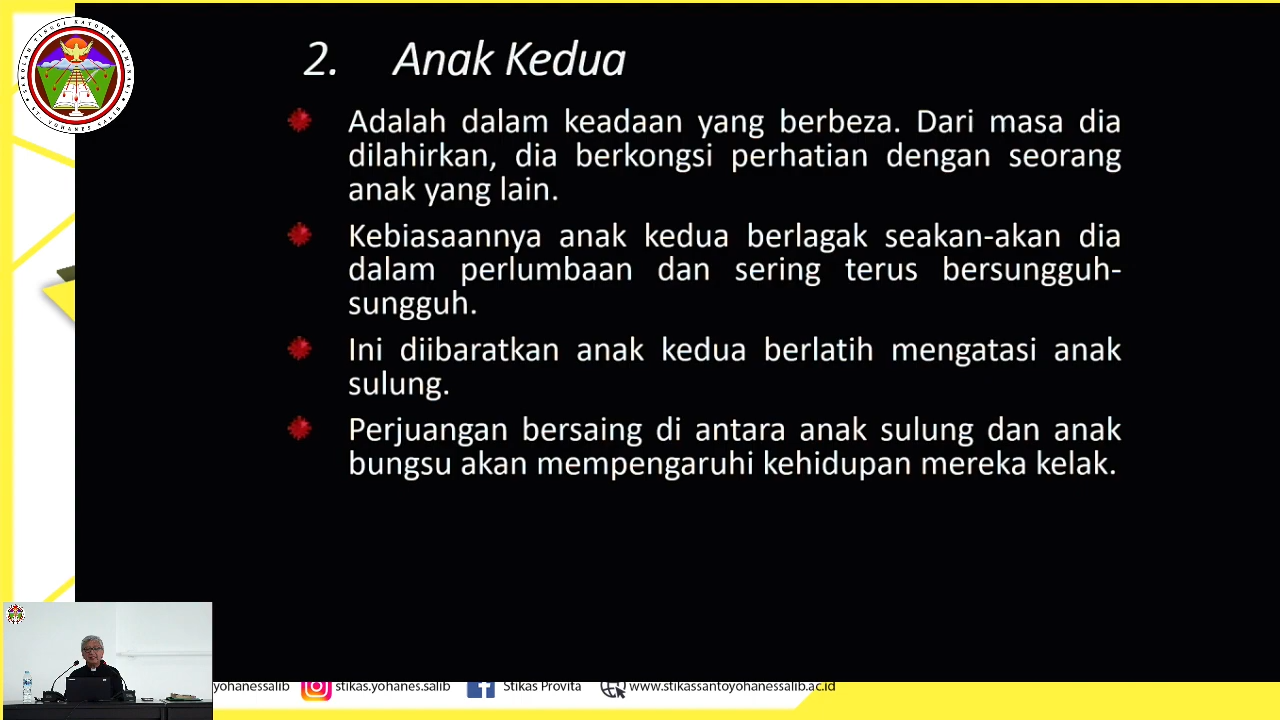 2. Anak Kedua
Adalah dalam keadaan yang berbeza. Dari masa dia
dilahirkan, dia berkongsi perhatian dengan seorang
anak yang lain.
Kebiasaannya anak kedua berlagak seakan-akan dia
dalam perlumbaan dan sering terus bersungguh-
sungguh.
Ini diibaratkan anak kedua berlatih mengatasi anak
sulung.
Perjuangan bersaing di antara anak sulung dan anak
bungsu akan mempengaruhi kehidupan mereka kelak.
yohanessalib stikas.yohanes.salib Stikas Provita www.stikassantoyohanessalib.ac.id